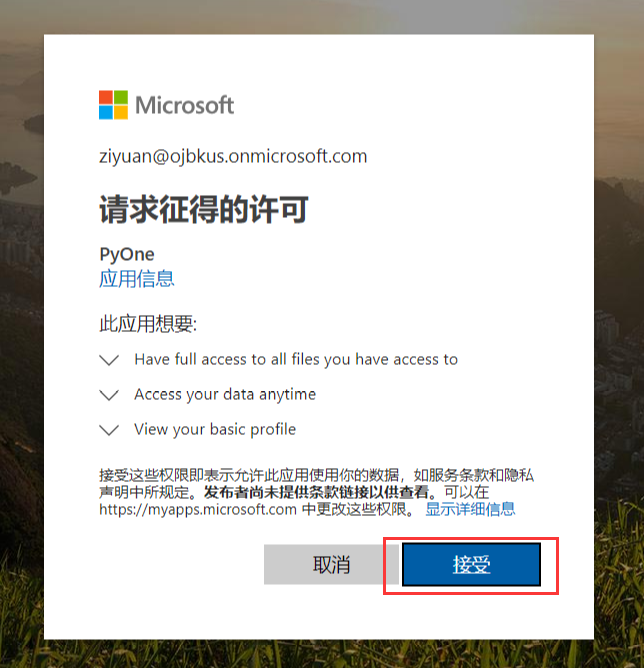 Microsoft
ziyuan@ojbkus.onmicrosoft.com
请求征得的许可
PyOne
应用信息
此应用想要:
Have full access to all files you have access to
Access your data anytime
View your basic profile
接受这些权限即表示允许此应用使用你的数据，如服务条款和隐私
声明中所规定。发布者尚未提供条款链接以供查看。可以在
https://myapps.microsoft.com 中更改这些权限。 显示详细信息
取消 接受